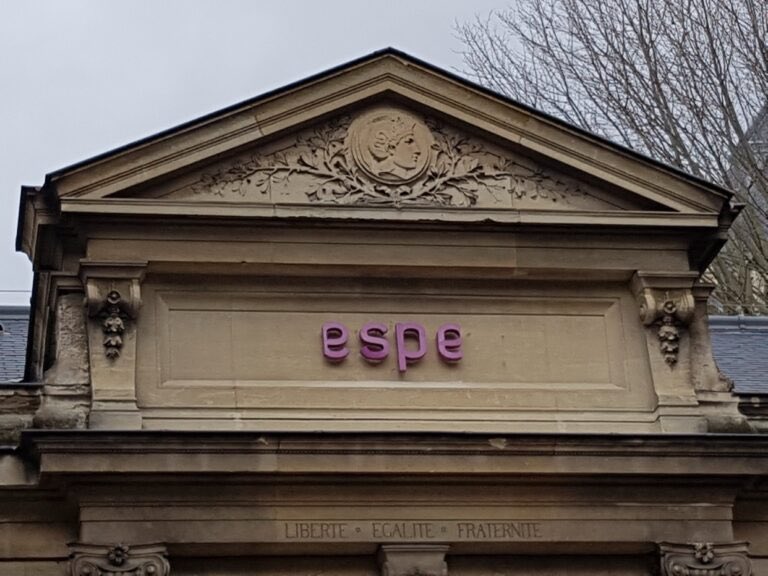 espe
LIBERTE • EGALITE • FRATERNITE